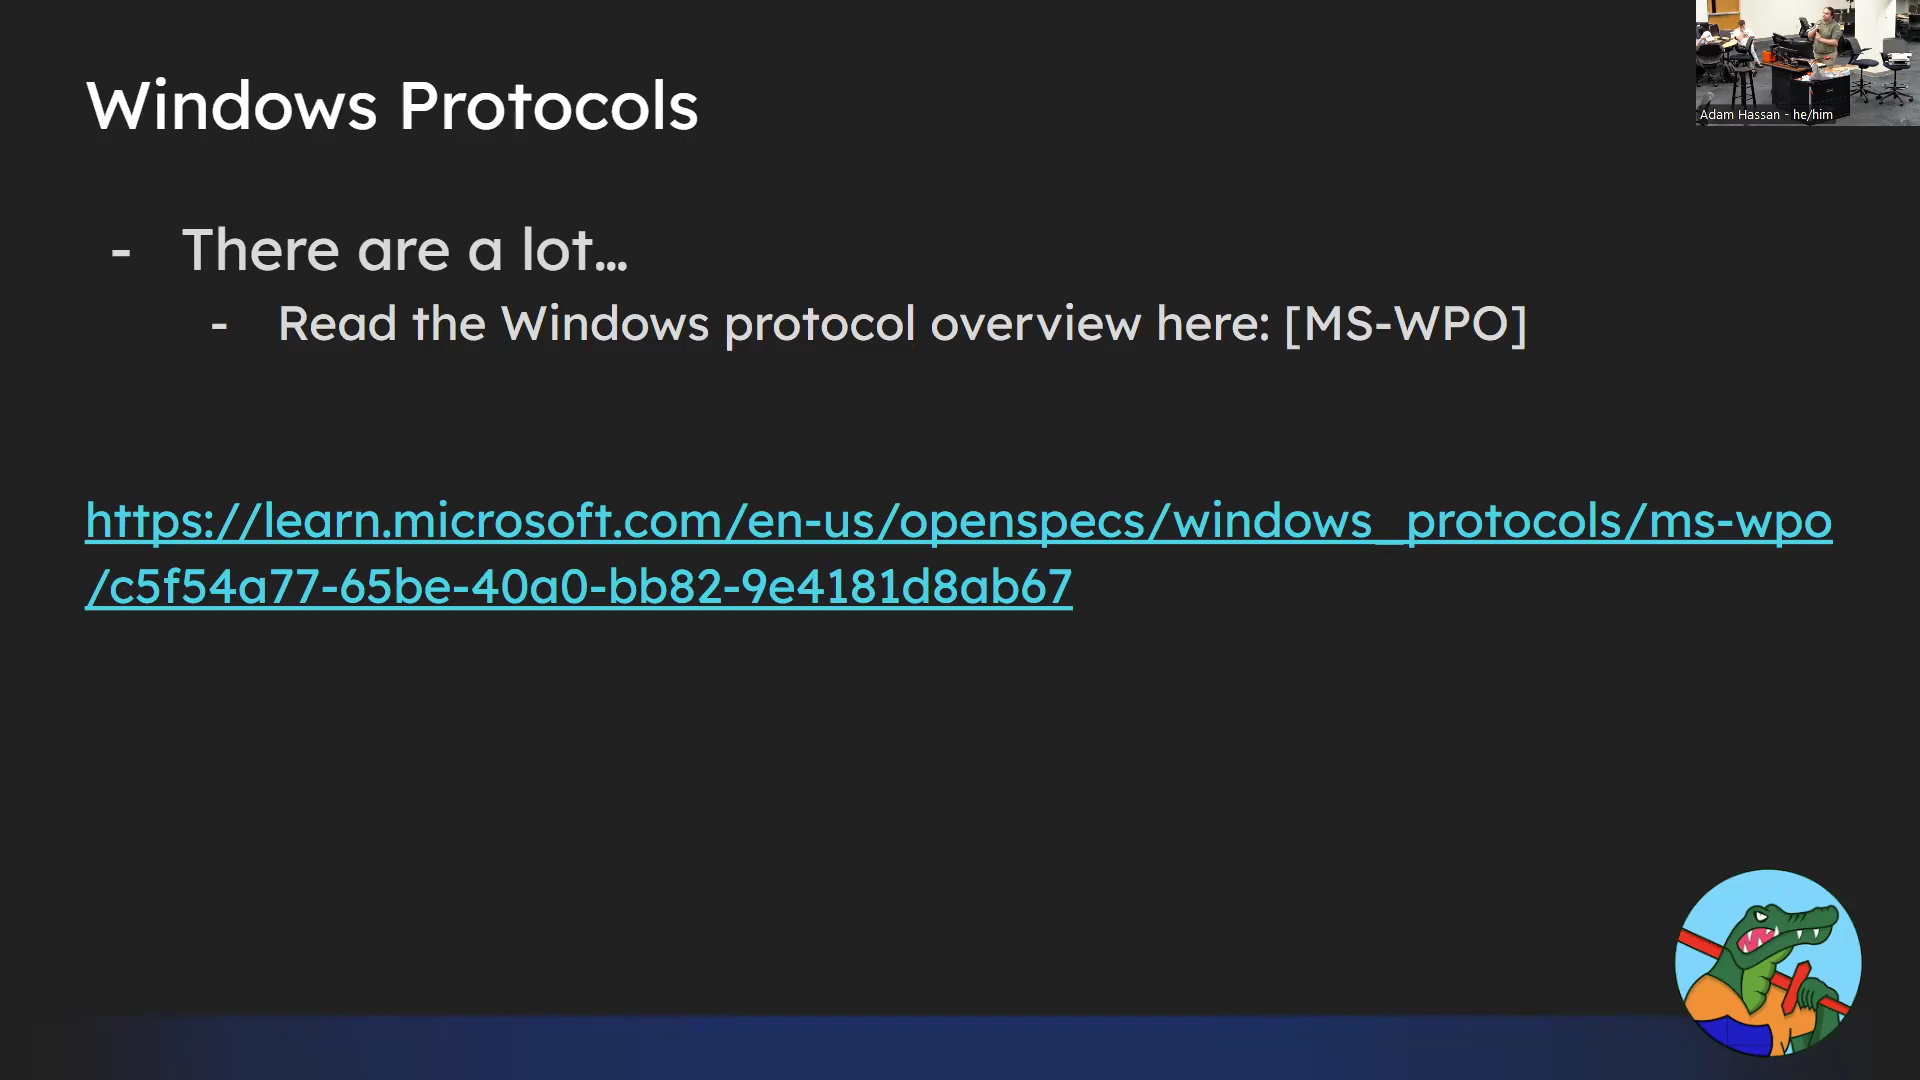 Windows Protocols
Adam Hassan - he/him
- There are a lot...
- Read the Windows protocol overview here: [MS-WPO]
https://learn.microsoft.com/en-us/openspecs/windows_protocols/ms-wpo
/c5f54a77-65be-40a0-bb82-9e4181d8ab67